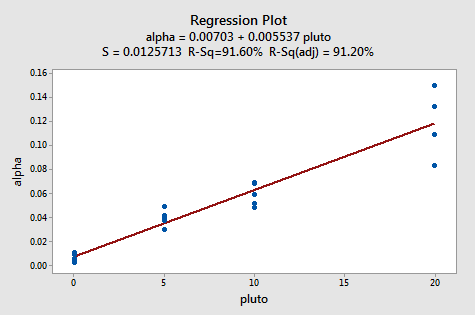 Regression Plot
alpha = 0.00703 + 0.005537 pluto
S = 0.0125713 R-Sq=91.60% R-Sq(adj) = 91.20%
0.16
0.14
0.12
0.10
0.08
0.06
0.04
0.02
0.00
alpha
0 5 10 15 20
pluto